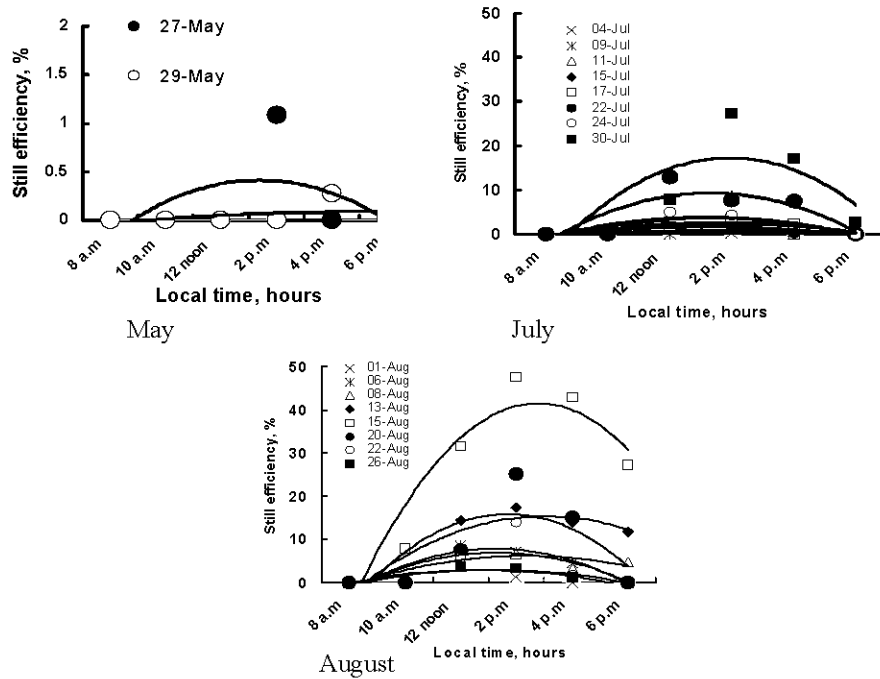 Still efficiency, %
2
1.5
1
0.5
0
27-May
29-May
8 a.m
10 a.m
12 noon
2 p.m
4 p.m
6 p.m
Local time, hours
May
Still efficiency, %
50
40
30
20
10
0
04-Jul
09-Jul
11-Jul
15-Jul
17-Jul
22-Jul
24-Jul
30-Jul
8 a.m
10 a.m
12 noon
2 p.m
4 p.m
6 p.m
Local time, hours
July
Still efficiency, %
50
40
30
20
10
0
01-Aug
06-Aug
08-Aug
13-Aug
15-Aug
20-Aug
22-Aug
26-Aug
8 a.m
10 a.m
12 noon
2 p.m
4 p.m
6 p.m
Local time, hours
August